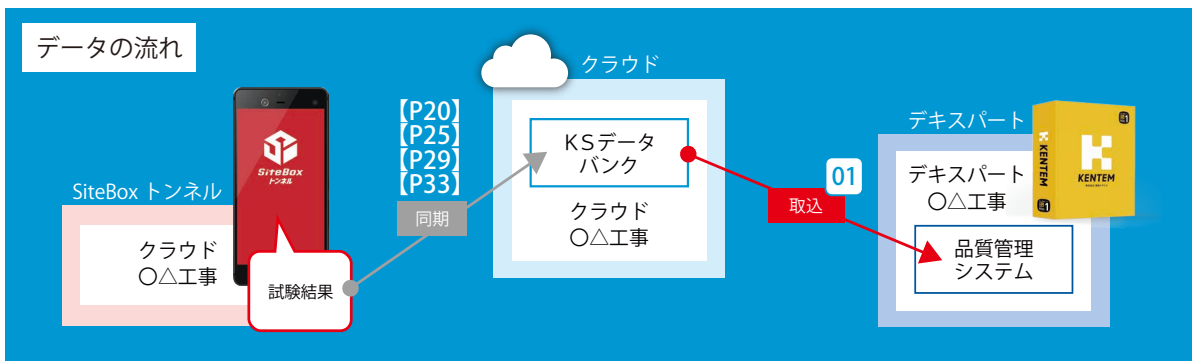 データの流れ
SiteBox トンネル
クラウド
〇△工事
SiteBox
トンネル
試験結果
【P20】
【P25】
【P29】
【P33】
同期
クラウド
KSデータ
バンク
クラウド
〇△工事
01
取込
デキスパート
デキスパート
〇△工事
品質管理
システム
KENTEM
KENTEM